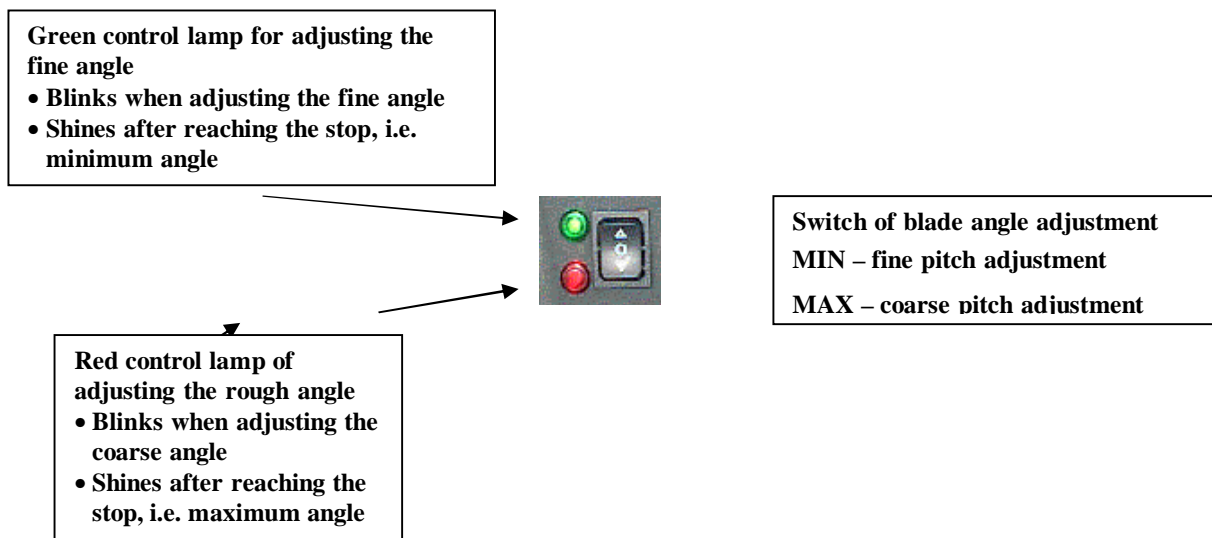 Green control lamp for adjusting the
fine angle
• Blinks when adjusting the fine angle
• Shines after reaching the stop, i.e.
minimum angle
Switch of blade angle adjustment
MIN – fine pitch adjustment
MAX – coarse pitch adjustment
Red control lamp of
adjusting the rough angle
• Blinks when adjusting the
coarse angle
• Shines after reaching the
stop, i.e. maximum angle